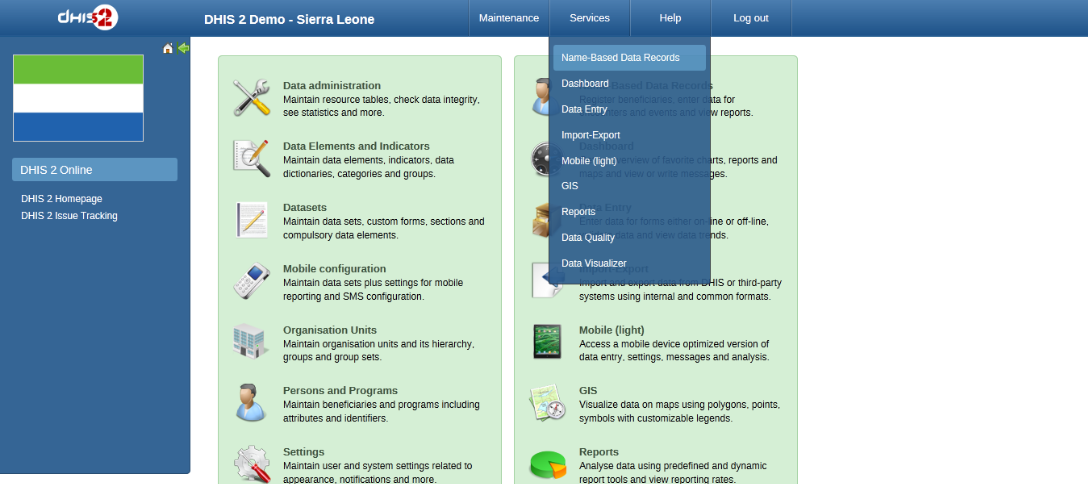 dhis2
DHIS 2 Demo - Sierra Leone
Maintenance
Services
Help
Log out
DHIS 2 Online
DHIS 2 Homepage
DHIS 2 Issue Tracking
Data administration
Maintain resource tables, check data integrity,
see statistics and more.
Data Elements and Indicators
Maintain data elements, indicators, data
dictionaries, categories and groups.
Datasets
Maintain data sets, custom forms, sections and
compulsory data elements.
Mobile configuration
Maintain data sets plus settings for mobile
reporting and SMS configuration.
Organisation Units
Maintain organisation units and its hierarchy,
groups and group sets.
Persons and Programs
Maintain beneficiaries and programs including
attributes and identifiers.
Settings
Maintain user and system settings related to
appearance, notifications and more.
Name-Based Data Records
Dashboard
Data Entry
Import-Export
Mobile (light)
GIS
Reports
Data Quality
Data Visualizer
Based Data Records
Register beneficiaries, enter data for
and events and view reports.
Dashboard
overview of favorite charts, reports and
maps and view or write messages.
Data Entry
Enter data for forms either on-line or off-line,
data and view data trends.
Import-Export
Import and export data from DHIS or third-party
systems using internal and common formats.
Mobile (light)
Access a mobile device optimized version of
data entry, settings, messages and analysis.
GIS
Visualize data on maps using polygons, points,
symbols with customizable legends.
Reports
Analyse data using predefined and dynamic
report tools and view reporting rates.